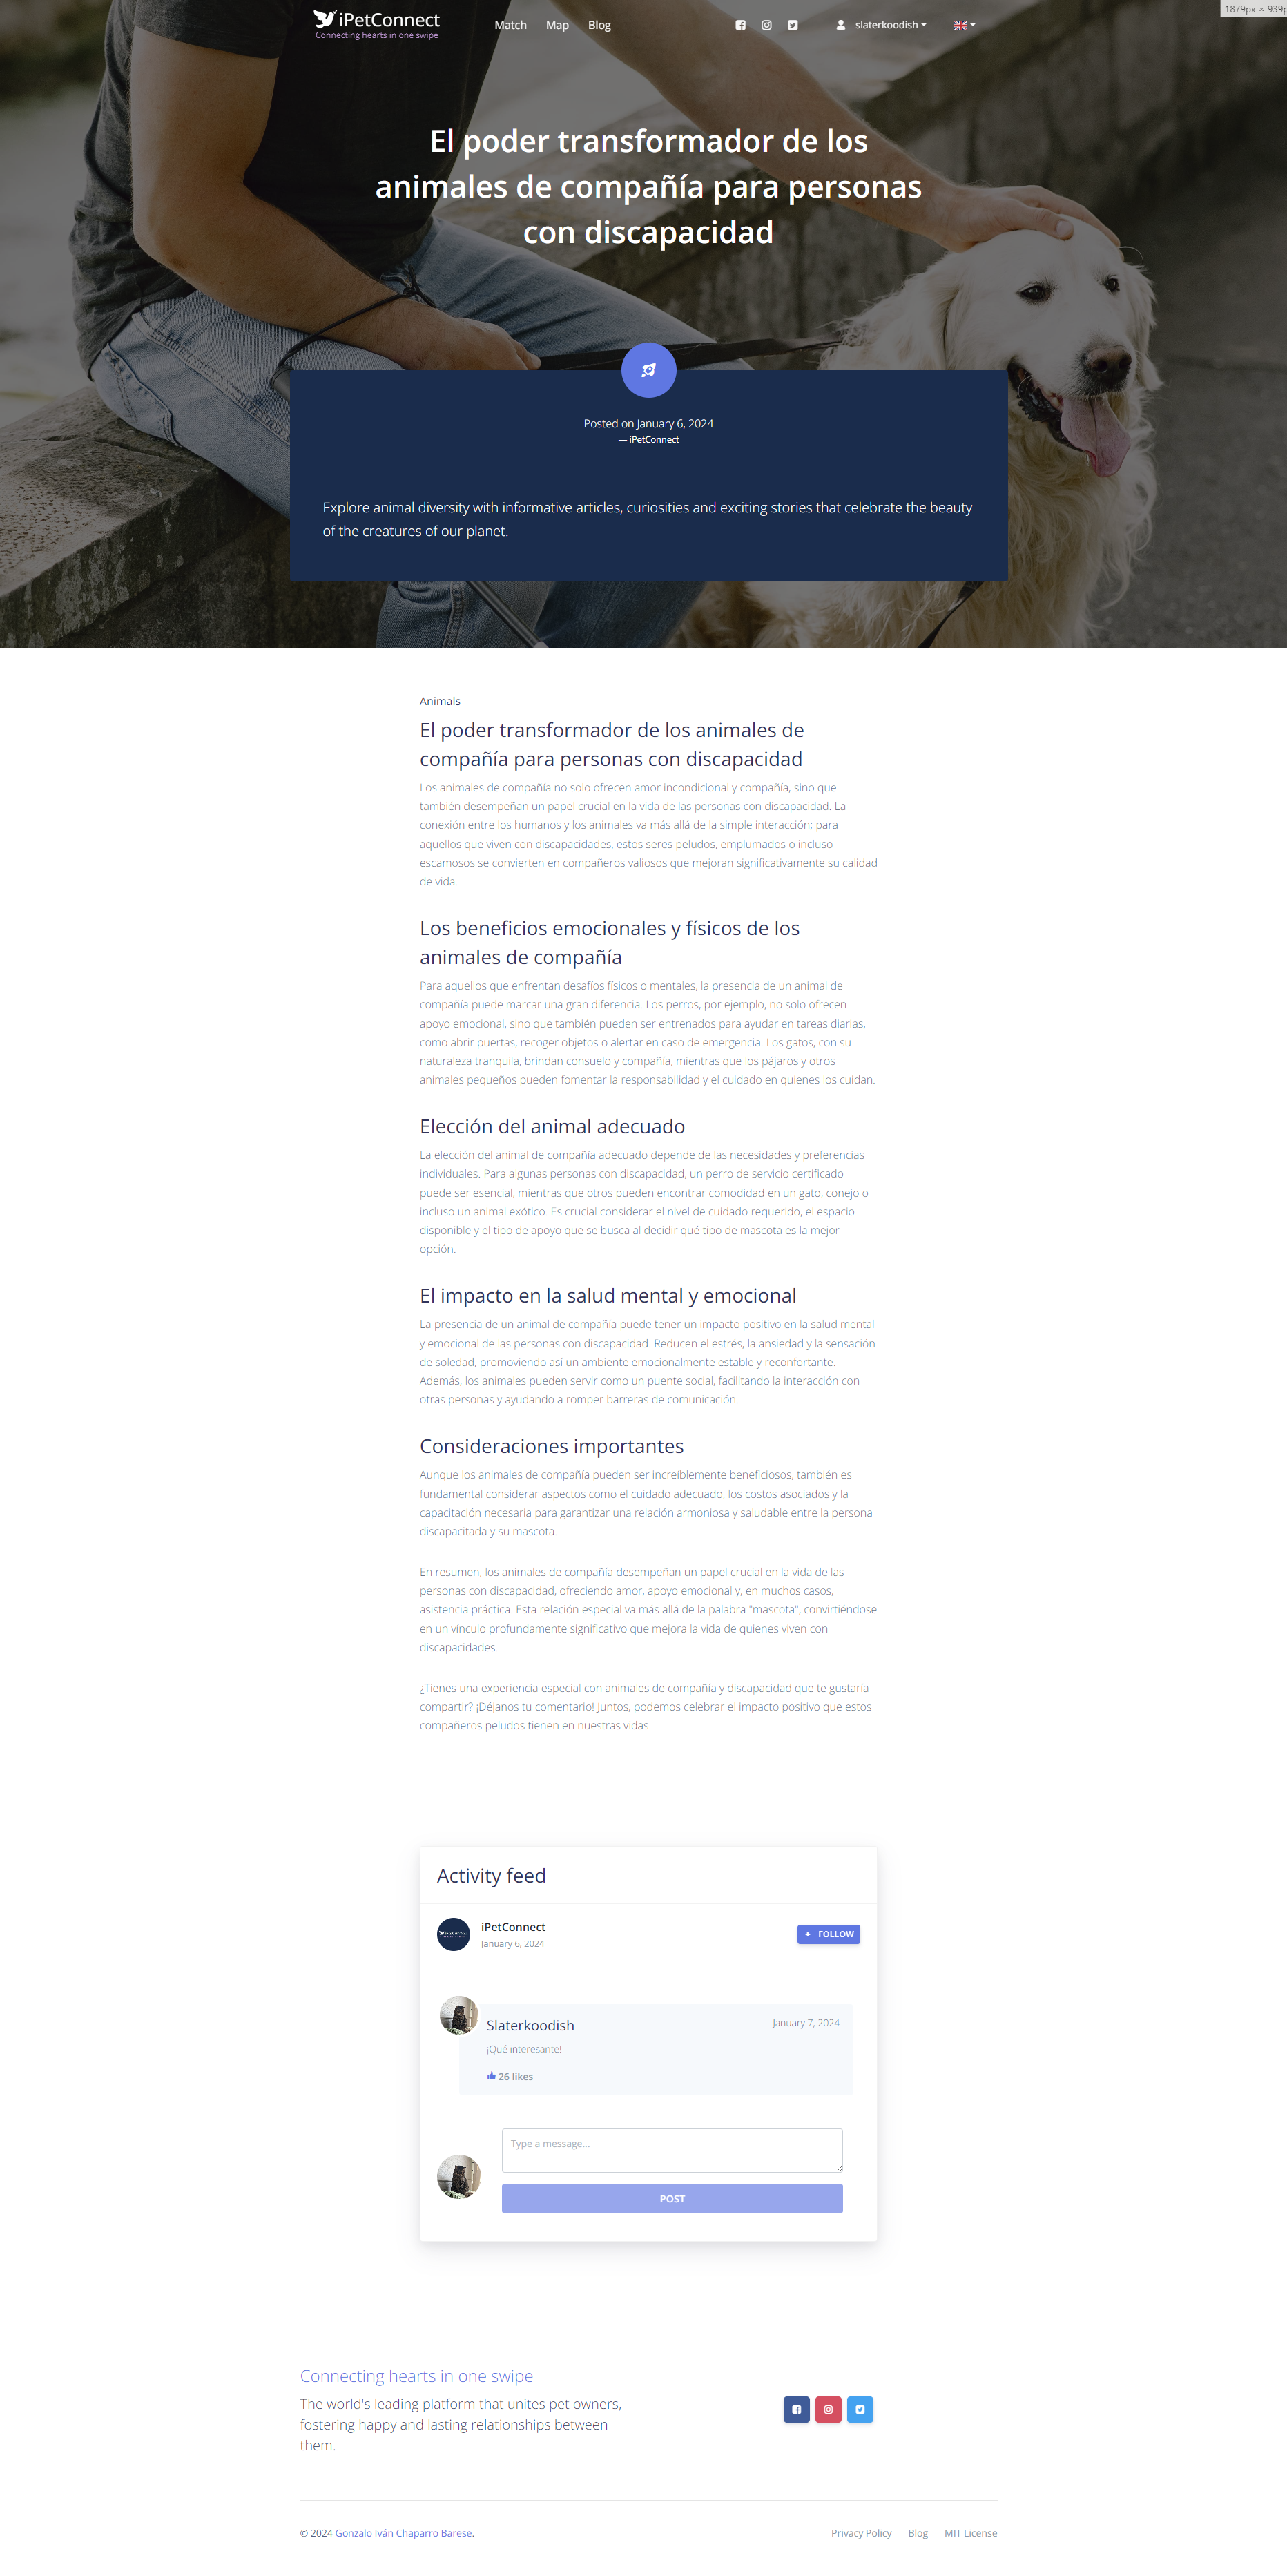 iPetConnect
Connecting hearts in one swipe
Match Map Blog
slaterkoodish
1879px × 939p
El poder transformador de los
animales de compañía para personas
con discapacidad
Posted on January 6, 2024
— iPetConnect
Explore animal diversity with informative articles, curiosities and exciting stories that celebrate the beauty
of the creatures of our planet.
Animals
El poder transformador de los animales de
compañía para personas con discapacidad
Los animales de compañía no solo ofrecen amor incondicional y compañía, sino que
también desempeñan un papel crucial en la vida de las personas con discapacidad. La
conexión entre los humanos y los animales va más allá de la simple interacción; para
aquellos que viven con discapacidades, estos seres peludos, emplumados o incluso
escamosos se convierten en compañeros valiosos que mejoran significativamente su calidad
de vida.
Los beneficios emocionales y físicos de los
animales de compañía
Para aquellos que enfrentan desafíos físicos o mentales, la presencia de un animal de
compañía puede marcar una gran diferencia. Los perros, por ejemplo, no solo ofrecen
apoyo emocional, sino que también pueden ser entrenados para ayudar en tareas diarias,
como abrir puertas, recoger objetos o alertar en caso de emergencia. Los gatos, con su
naturaleza tranquila, brindan consuelo y compañía, mientras que los pájaros y otros
animales pequeños pueden fomentar la responsabilidad y el cuidado en quienes los cuidan.
Elección del animal adecuado
La elección del animal de compañía adecuado depende de las necesidades y preferencias
individuales. Para algunas personas con discapacidad, un perro de servicio certificado
puede ser esencial, mientras que otros pueden encontrar comodidad en un gato, conejo o
incluso un animal exótico. Es crucial considerar el nivel de cuidado requerido, el espacio
disponible y el tipo de apoyo que se busca al decidir qué tipo de mascota es la mejor
opción.
El impacto en la salud mental y emocional
La presencia de un animal de compañía puede tener un impacto positivo en la salud mental
y emocional de las personas con discapacidad. Reducen el estrés, la ansiedad y la sensación
de soledad, promoviendo así un ambiente emocionalmente estable y reconfortante.
Además, los animales pueden servir como un puente social, facilitando la interacción con
otras personas y ayudando a romper barreras de comunicación.
Consideraciones importantes
Aunque los animales de compañía pueden ser increíblemente beneficiosos, también es
fundamental considerar aspectos como el cuidado adecuado, los costos asociados y la
capacitación necesaria para garantizar una relación armoniosa y saludable entre la persona
discapacitada y su mascota.
En resumen, los animales de compañía desempeñan un papel crucial en la vida de las
personas con discapacidad, ofreciendo amor, apoyo emocional y, en muchos casos,
asistencia práctica. Esta relación especial va más allá de la palabra "mascota", convirtiéndose
en un vínculo profundamente significativo que mejora la vida de quienes viven con
discapacidades.
¿Tienes una experiencia especial con animales de compañía y discapacidad que te gustaría
compartir? ¡Déjanos tu comentario! Juntos, podemos celebrar el impacto positivo que estos
compañeros peludos tienen en nuestras vidas.
Activity feed
iPetConnect
January 6, 2024
FOLLOW
Slaterkoodish
January 7, 2024
¡Qué interesante!
26 likes
Type a message...
POST
Connecting hearts in one swipe
The world's leading platform that unites pet owners,
fostering happy and lasting relationships between
them.
© 2024 Gonzalo Iván Chaparro Barese.
Privacy Policy Blog MIT License